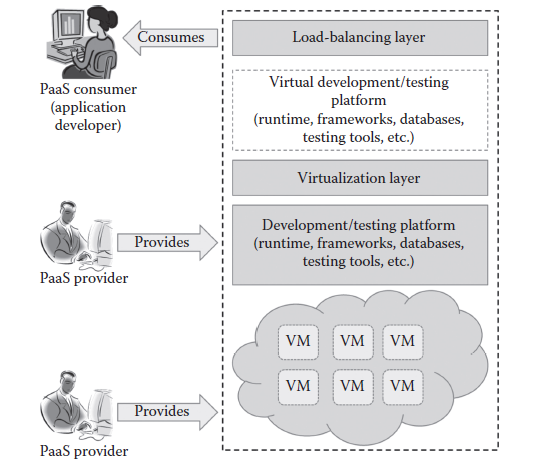 Consumes
Load-balancing layer
PaaS consumer
(application
developer)
Virtual development/testing
platform
(runtime, frameworks, databases,
testing tools, etc.)
Virtualization layer
Provides
PaaS provider
Development/testing platform
(runtime, frameworks, databases,
testing tools, etc.)
VM VM VM
VM VM VM
Provides
PaaS provider